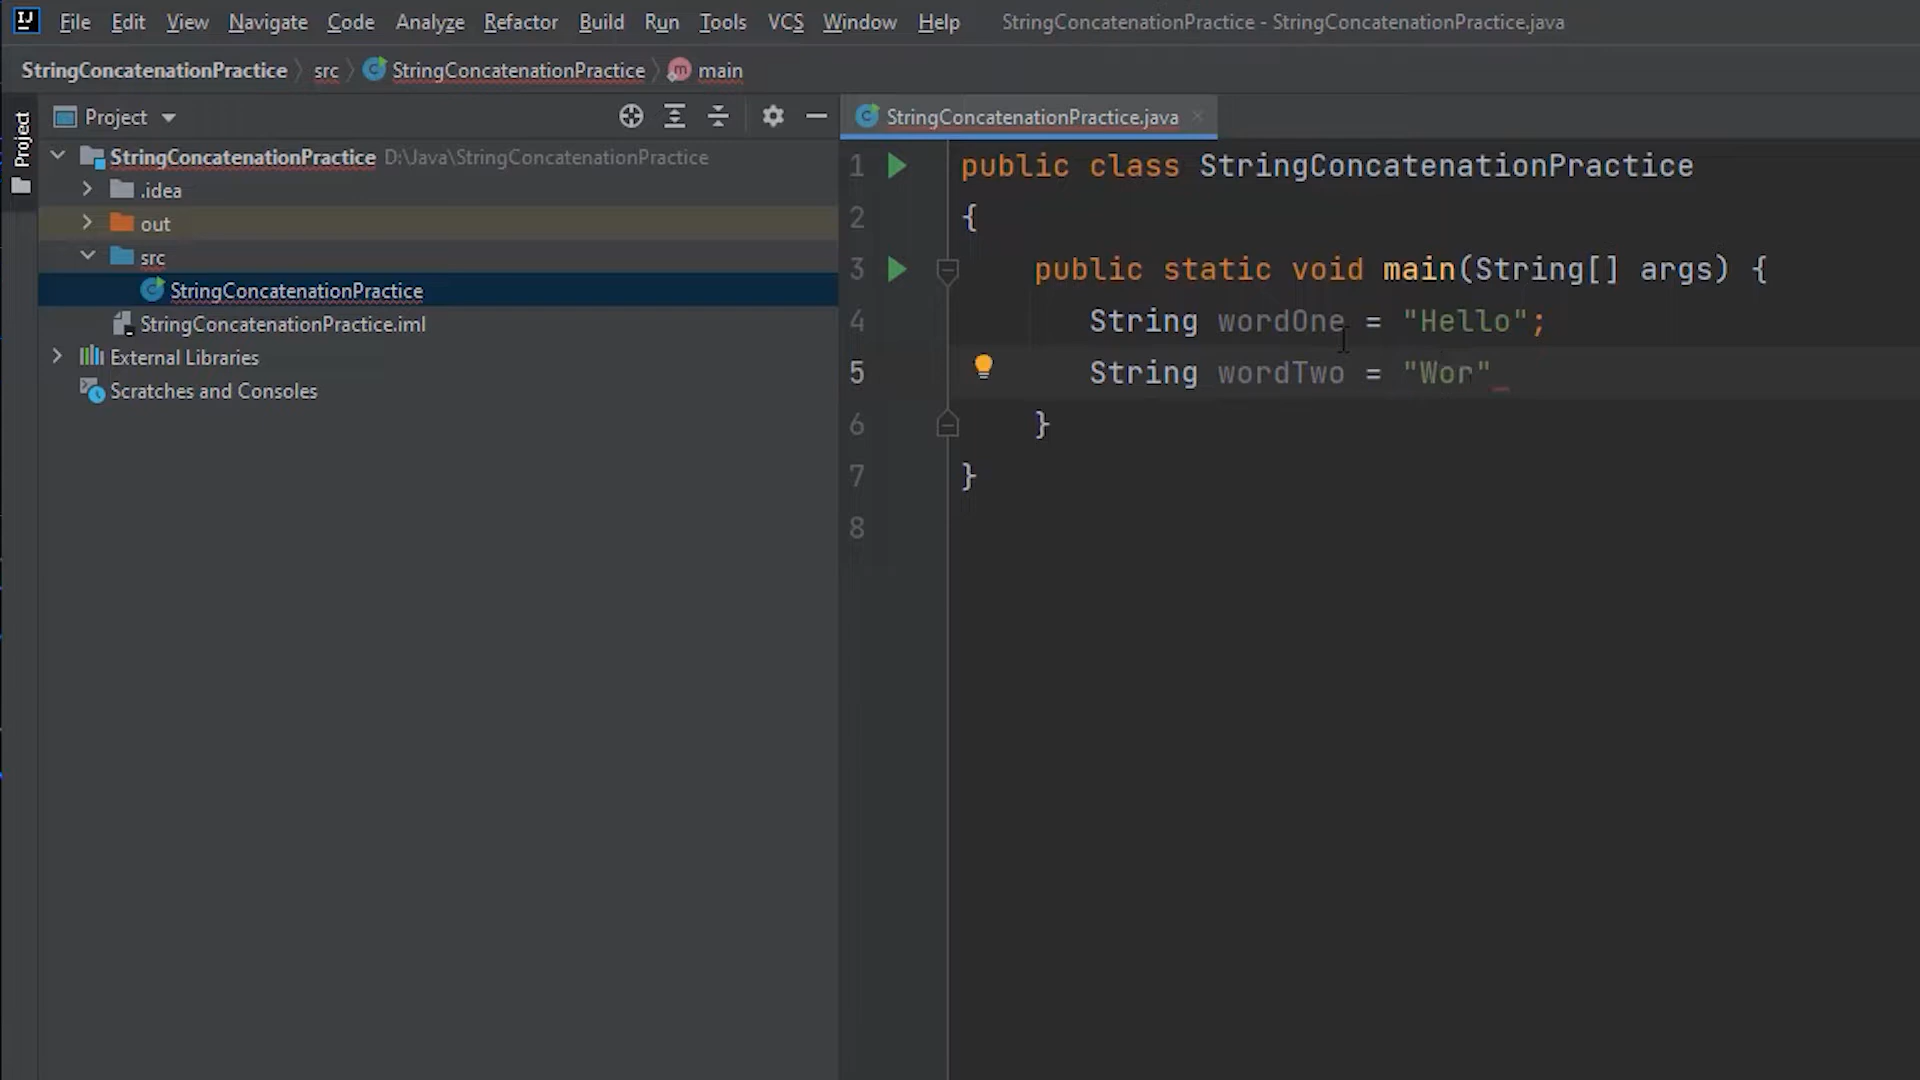 IJ File Edit View Navigate Code Analyze Refactor Build Run Tools VCS Window Help StringConcatenationPractice - StringConcatenationPractice.java
StringConcatenationPractice src StringConcatenationPractice m main
Project
Project
StringConcatenationPractice D:\Java\StringConcatenationPractice
.idea
out
src
StringConcatenationPractice
StringConcatenationPractice.iml
External Libraries
Scratches and Consoles
StringConcatenationPractice.java
1 public class StringConcatenationPractice
2 {
3 public static void main(String[] args) {
4 String wordOne = "Hello";
5 String wordTwo = "Wor"
6 }
7 }
8